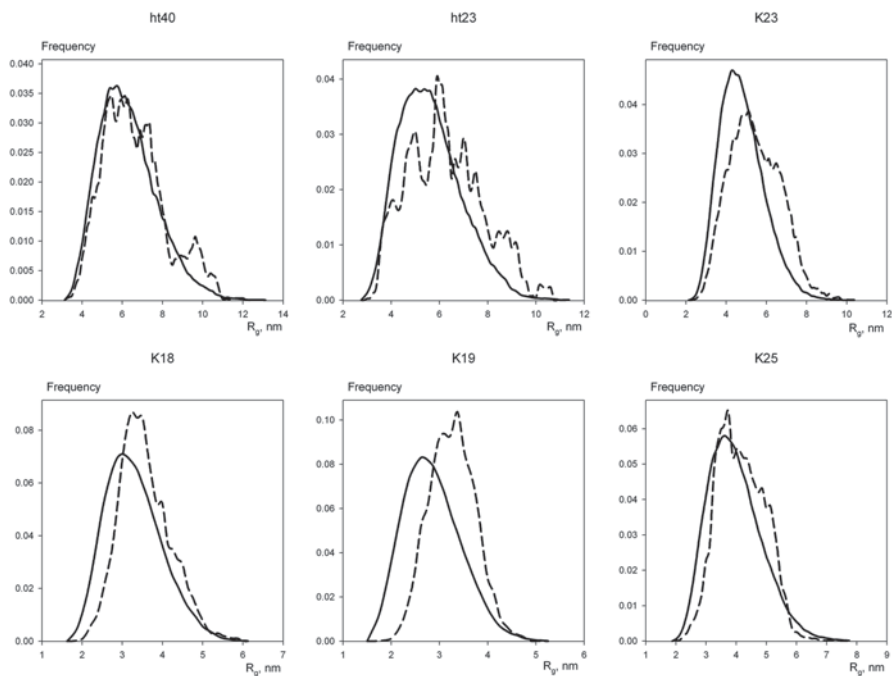 ht40
ht23
K23
Frequency
Frequency
Frequency
0.040
0.035
0.030
0.025
0.020
0.015
0.010
0.005
0.000
0.04
0.03
0.02
0.01
0.00
0.04
0.03
0.02
0.01
0.00
2 4 6 8 10 12 14
2 4 6 8 10 12
0 2 4 6 8 10 12
Rg, nm
Rg, nm
Rg, nm
K18
K19
K25
Frequency
Frequency
Frequency
0.08
0.06
0.04
0.02
0.00
0.10
0.08
0.06
0.04
0.02
0.00
0.06
0.05
0.04
0.03
0.02
0.01
0.00
1 2 3 4 5 6 7
1 2 3 4 5 6
1 2 3 4 5 6 7 8 9
Rg, nm
Rg, nm
Rg, nm